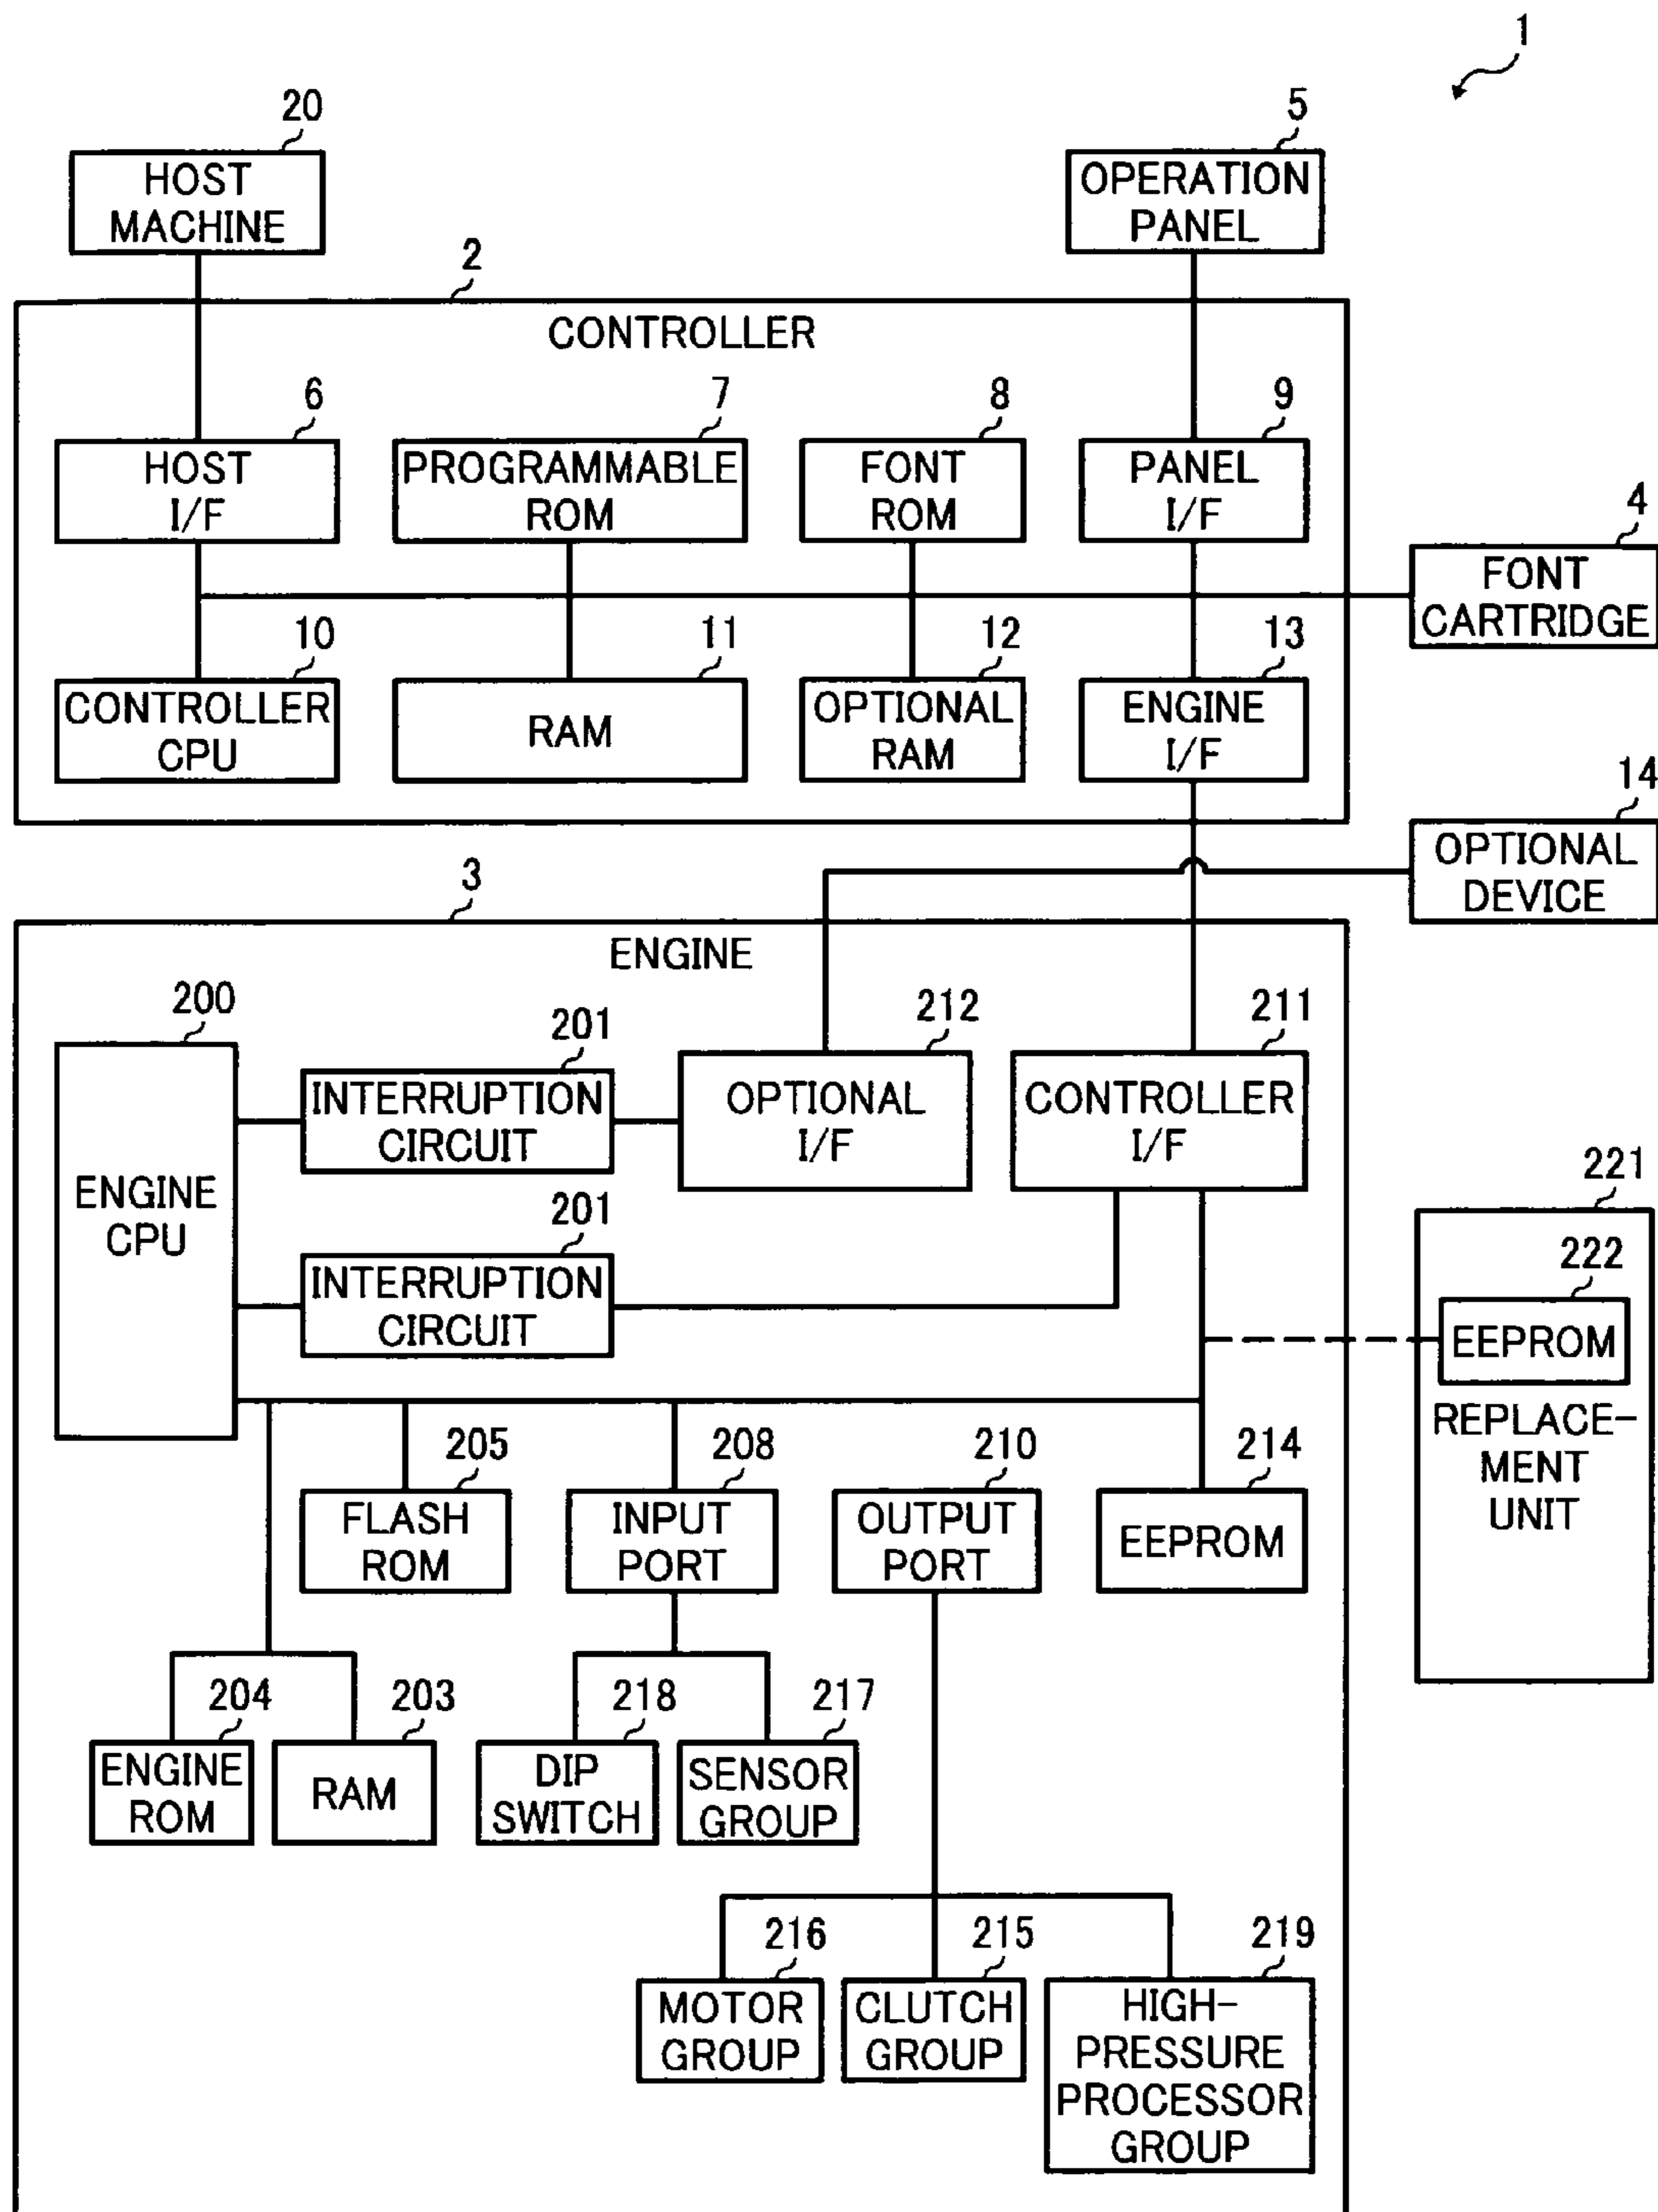 1
20
5
HOST
MACHINE
OPERATION
PANEL
2
CONTROLLER
6
7
8
9
HOST
I/F
PROGRAMMABLE
ROM
FONT
ROM
PANEL
I/F
4
FONT
CARTRIDGE
10
11
12
13
CONTROLLER
CPU
RAM
OPTIONAL
RAM
ENGINE
I/F
14
OPTIONAL
DEVICE
3
ENGINE
200
201
212
211
ENGINE
CPU
INTERRUPTION
CIRCUIT
OPTIONAL
I/F
CONTROLLER
I/F
201
INTERRUPTION
CIRCUIT
221
222
EEPROM
REPLACE-
MENT
UNIT
205
208
210
214
FLASH
ROM
INPUT
PORT
OUTPUT
PORT
EEPROM
204
203
218
217
ENGINE
ROM
RAM
DIP
SWITCH
SENSOR
GROUP
216
215
219
MOTOR
GROUP
CLUTCH
GROUP
HIGH-
PRESSURE
PROCESSOR
GROUP